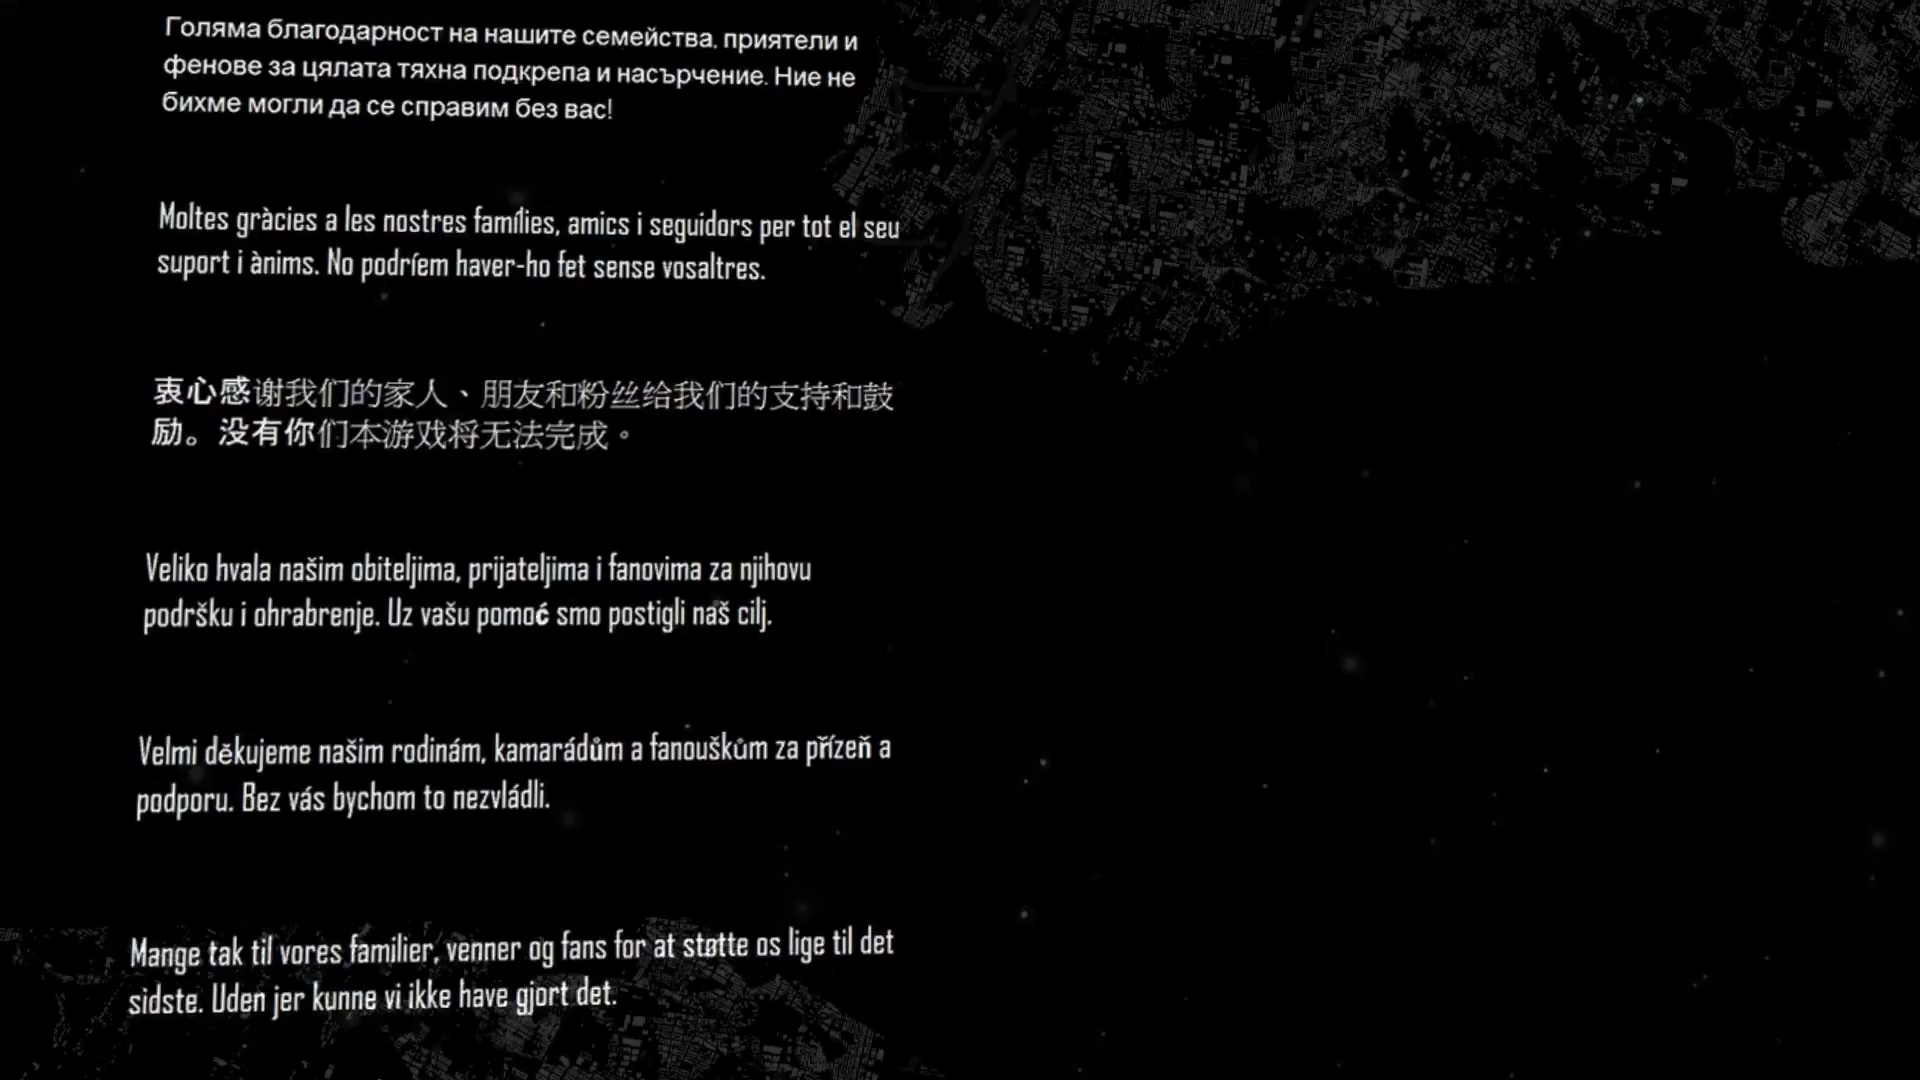 Голяма благодарност на нашите семейства, приятели и
фенове за цялата тяхна подкрепа и насърчение. Ние не
бихме могли да се справим без вас!
Moltes gràcies a les nostres famílies, amics i seguidors per tot el seu
suport i ànims. No podríem haver-ho fet sense vosaltres.
衷心感谢我们的家人、朋友和粉丝给我们的支持和鼓
励。没有你们本游戏将无法完成。
Veliko hvala našim obiteljima, prijateljima i fanovima za njihovu
podršku i ohrabrenje. Uz vašu pomoć smo postigli naš cilj.
Velmi děkujeme našim rodinám, kamarádům a fanouškům za přízeň a
podporu. Bez vás bychom to nezvládli.
Mange tak til vores familier, venner og fans for at støtte os lige til det
sidste. Uden jer kunne vi ikke have gjort det.